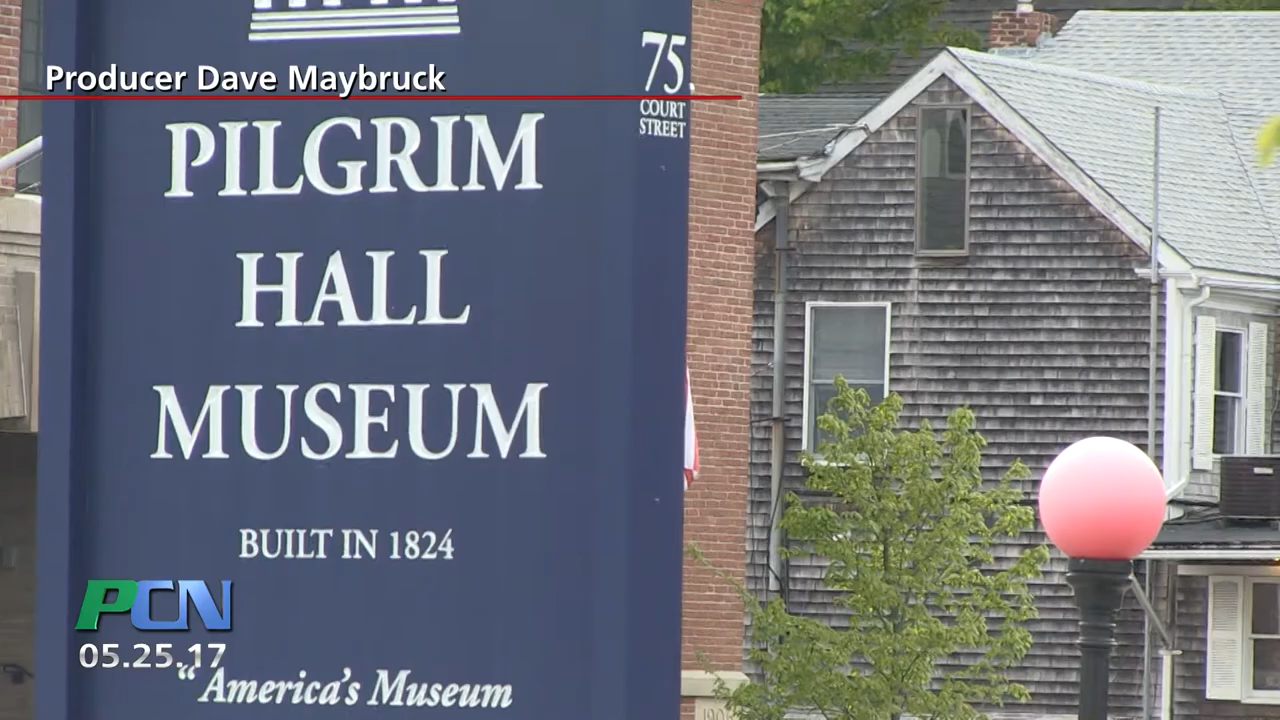 Producer Dave Maybruck
75
COURT
STREET
PILGRIM
HALL
MUSEUM
BUILT IN 1824
PCN
05.25.17
“America’s Museum